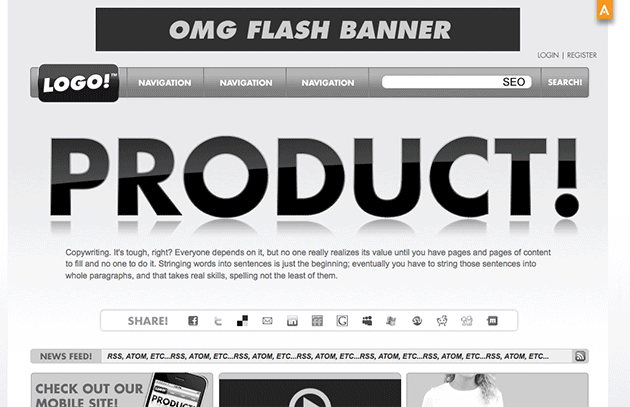 A
OMG FLASH BANNER
LOGIN | REGISTER
LOGO!™
NAVIGATION
NAVIGATION
NAVIGATION
SEO
SEARCH!
PRODUCT!
Copywriting. It's tough, right? Everyone depends on it, but no one really realizes its value until you have pages and pages of content
to fill and no one to do it. Stringing words into sentences is just the beginning; eventually you have to string those sentences into
whole paragraphs, and that takes real skills, spelling not the least of them.
SHARE!
NEWS FEED!
RSS, ATOM, ETC...RSS, ATOM, ETC...RSS, ATOM, ETC...RSS, ATOM, ETC...RSS, ATOM, ETC...RSS, ATOM, ETC...
CHECK OUT OUR
MOBILE SITE!
PRODUCT!